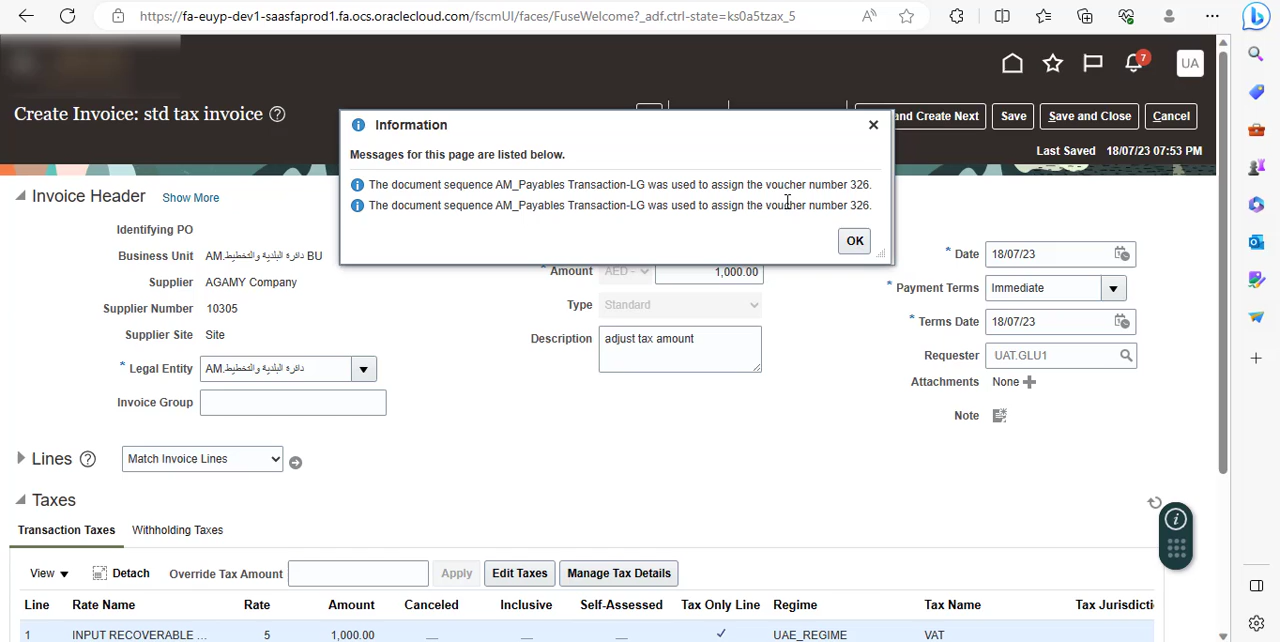 https://fa-euyp-dev1-saasfaprod1.fa.ocs.oraclecloud.com/fscmUI/faces/FuseWelcome?_adf.ctrl-state=ks0a5tzax_5
7
UA
Create Invoice: std tax invoice
and Create Next
Save
Save and Close
Cancel
Last Saved 18/07/23 07:53 PM
Information
Messages for this page are listed below.
The document sequence AM_Payables Transaction-LG was used to assign the voucher number 326.
The document sequence AM_Payables Transaction-LG was used to assign the voucher number 326.
OK
Invoice Header Show More
Identifying PO
Business Unit AM.دائرة البلدية والتخطيط BU
Supplier AGAMY Company
Supplier Number 10305
Supplier Site Site
* Legal Entity AM.دائرة البلدية والتخطيط
Invoice Group
* Amount AED - 1,000.00
Type Standard
Description adjust tax amount
* Date 18/07/23
* Payment Terms Immediate
* Terms Date 18/07/23
Requester UAT.GLU1
Attachments None
Note
Lines Match Invoice Lines
Taxes
Transaction Taxes Withholding Taxes
View Detach Override Tax Amount Apply Edit Taxes Manage Tax Details
Line Rate Name Rate Amount Canceled Inclusive Self-Assessed Tax Only Line Regime Tax Name Tax Jurisdicti
1 INPUT RECOVERABLE ... 5 1,000.00 UAE_REGIME VAT